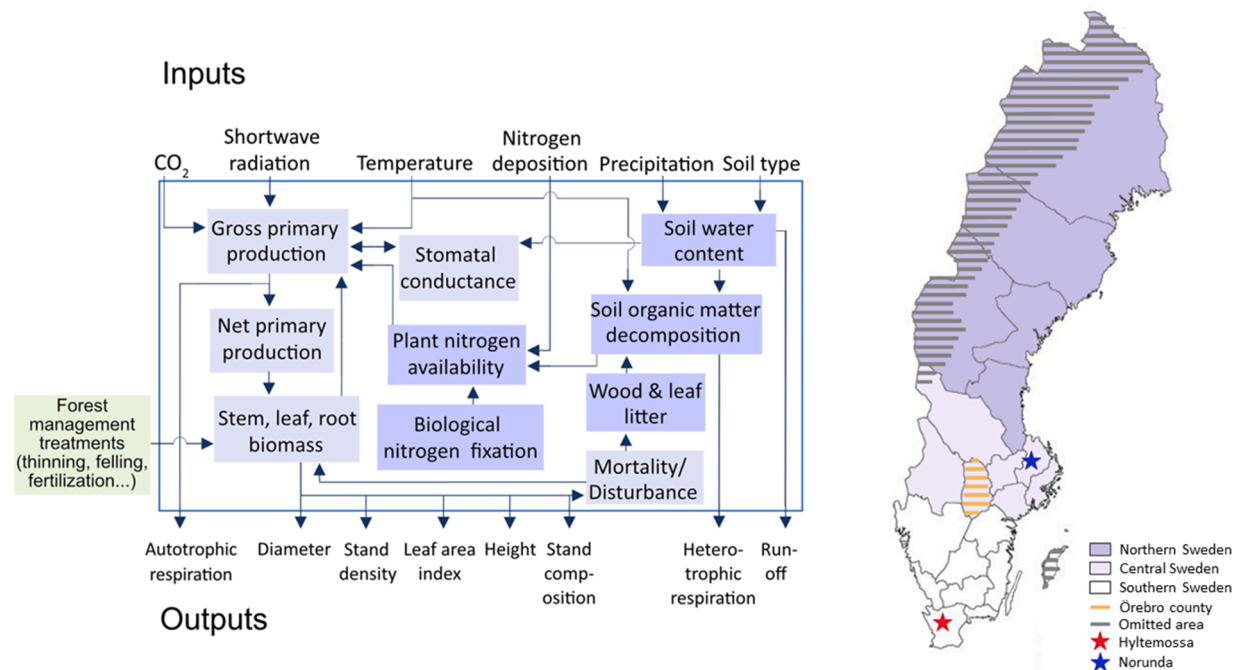 Inputs
CO2
Shortwave
radiation
Temperature
Nitrogen
deposition
Precipitation
Soil type
Gross primary
production
Stomatal
conductance
Soil water
content
Net primary
production
Plant nitrogen
availability
Soil organic matter
decomposition
Forest
management
treatments
(thinning, felling,
fertilization...)
Stem, leaf, root
biomass
Biological
nitrogen fixation
Wood & leaf
litter
Mortality/
Disturbance
Autotrophic
respiration
Diameter
Stand
density
Leaf area
index
Height
Stand
comp-
osition
Hetero-
trophic
respiration
Run-
off
Outputs
Northern Sweden
Central Sweden
Southern Sweden
Örebro county
Omitted area
Hyltemossa
Norunda